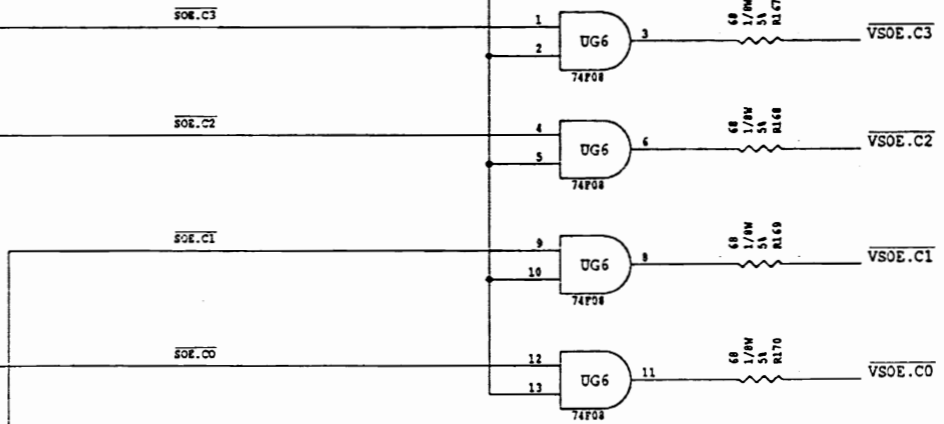 SOE.C3
1
2
UG6
74F08
3
68
1/8W
5%
R167
VSOE.C3
SOE.C2
4
5
UG6
74F08
6
68
1/8W
5%
R168
VSOE.C2
SOE.C1
9
10
UG6
74F08
8
68
1/8W
5%
R169
VSOE.C1
SOE.C0
12
13
UG6
74F08
11
68
1/8W
5%
R170
VSOE.C0